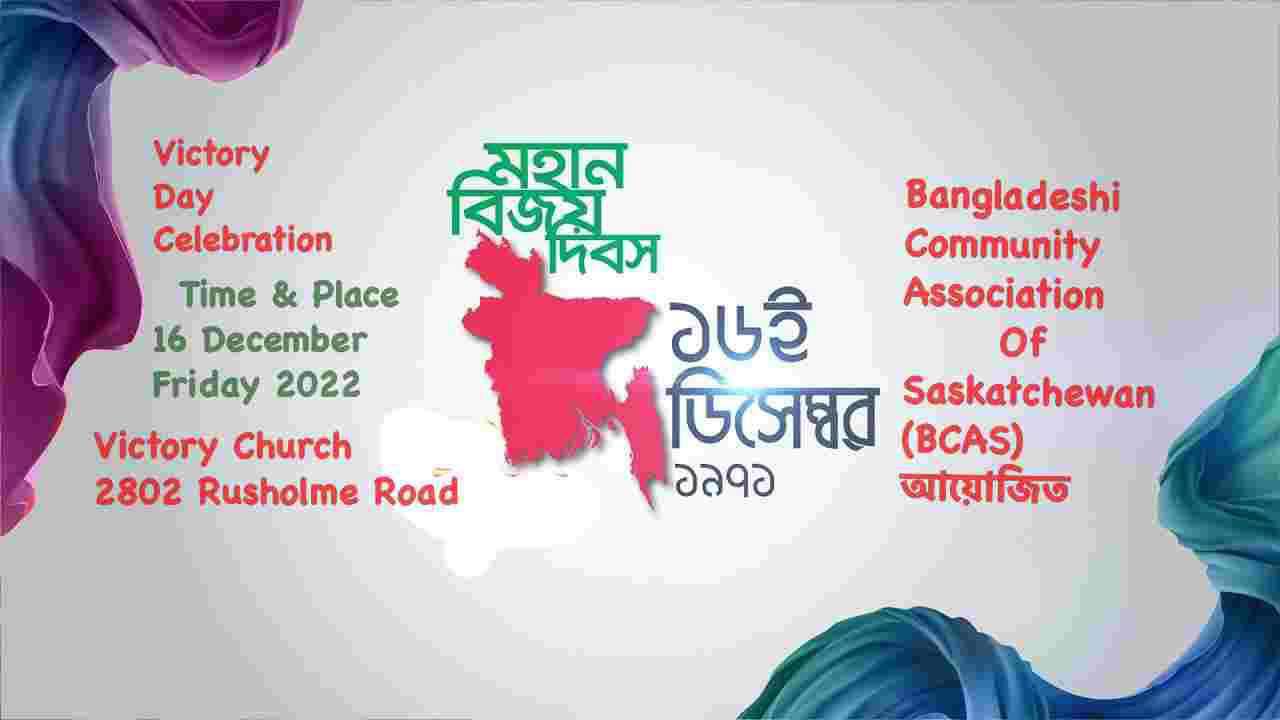 Victory
Day
Celebration
Time & Place
16 December
Friday 2022
Victory Church
2802 Rusholme Road
মহান
বিজয়
দিবস
১৬ই
ডিসেম্বর
১৯৭১
Bangladeshi
Community
Association
Of
Saskatchewan
(BCAS)
আয়োজিত